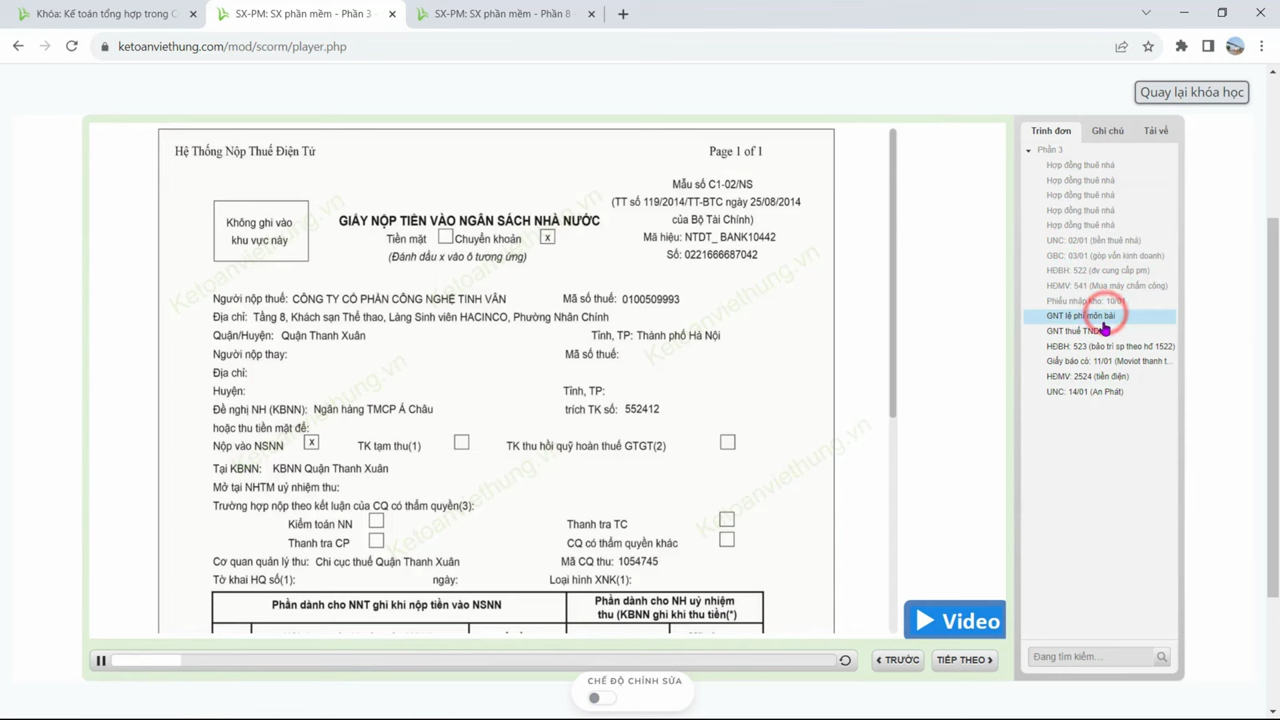 Khóa: Kế toán tổng hợp trong C
SX-PM: SX phần mềm - Phần 3
SX-PM: SX phần mềm - Phần 8
ketoanviethung.com/mod/scorm/player.php
Quay lại khóa học
Hệ Thống Nộp Thuế Điện Tử
Page 1 of 1
Mẫu số C1-02/NS
(TT số 119/2014/TT-BTC ngày 25/08/2014
của Bộ Tài Chính)
Mã hiệu: NTDT_ BANK10442
Số: 0221666687042
Không ghi vào
khu vực này
GIẤY NỘP TIỀN VÀO NGÂN SÁCH NHÀ NƯỚC
Tiền mặt Chuyển khoản x
(Đánh dấu x vào ô tương ứng)
Người nộp thuế: CÔNG TY CỔ PHẦN CÔNG NGHỆ TINH VÂN Mã số thuế: 0100509993
Địa chỉ: Tầng 8, Khách sạn Thể thao, Làng Sinh viên HACINCO, Phường Nhân Chính
Quận/Huyện: Quận Thanh Xuân Tỉnh, TP: Thành phố Hà Nội
Người nộp thay: Mã số thuế:
Địa chỉ:
Huyện: Tỉnh, TP:
Đề nghị NH (KBNN): Ngân hàng TMCP Á Châu trích TK số: 552412
hoặc thu tiền mặt để:
Nộp vào NSNN x TK tạm thu(1) TK thu hồi quỹ hoàn thuế GTGT(2)
Tại KBNN: KBNN Quận Thanh Xuân
Mở tại NHTM uỷ nhiệm thu:
Trường hợp nộp theo kết luận của CQ có thẩm quyền(3):
Kiểm toán NN Thanh tra TC
Thanh tra CP CQ có thẩm quyền khác
Cơ quan quản lý thu: Chi cục thuế Quận Thanh Xuân Mã CQ thu: 1054745
Tờ khai HQ số(1): ngày: Loại hình XNK(1):
Phần dành cho NNT ghi khi nộp tiền vào NSNN
Phần dành cho NH uỷ nhiệm
thu (KBNN ghi khi thu tiền(*)
Ketoanviethung.vn
Ketoanviethung.vn
Ketoanviethung.vn
Ketoanviethung.vn
Video
TRƯỚC
TIẾP THEO
CHẾ ĐỘ CHỈNH SỬA
Trình đơn
Ghi chú
Tải về
Phần 3
Hợp đồng thuê nhà
Hợp đồng thuê nhà
Hợp đồng thuê nhà
Hợp đồng thuê nhà
Hợp đồng thuê nhà
UNC: 02/01 (tiền thuê nhà)
GBC: 03/01 (góp vốn kinh doanh)
HĐBH: 522 (dv cung cấp pm)
HĐMV: 541 (Mua máy chấm công)
Phiếu nhập kho: 10/01
GNT lệ phí môn bài
GNT thuế
HĐBH: 523 (bảo trì sp theo hđ 1522)
Giấy báo có: 11/01 (Moviot thanh t...
HĐMV: 2524 (tiền điện)
UNC: 14/01 (An Phát)
Đang tìm kiếm...